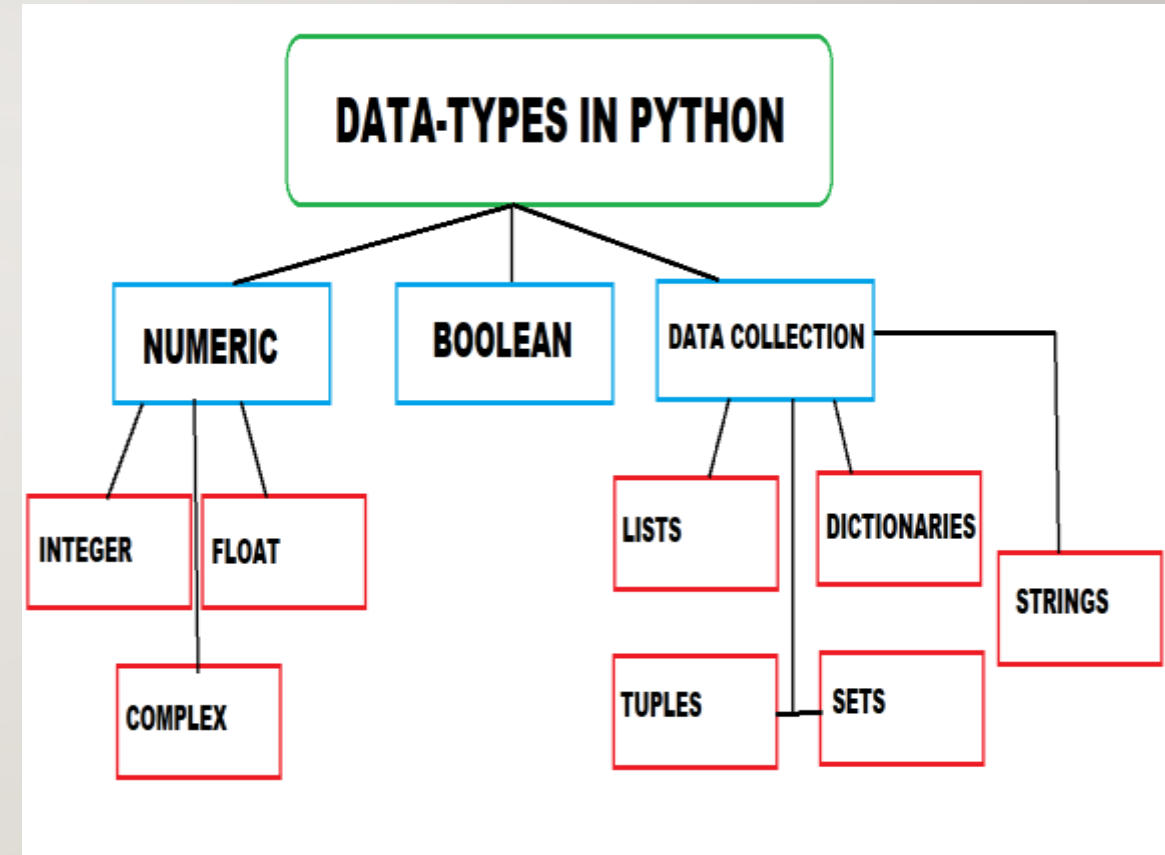 DATA-TYPES IN PYTHON
NUMERIC
BOOLEAN
DATA COLLECTION
INTEGER
FLOAT
COMPLEX
LISTS
DICTIONARIES
STRINGS
TUPLES
SETS